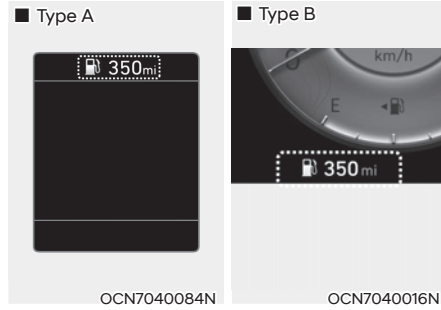 ■ Type A
350mi
OCN7040084N
■ Type B
km/h
E
350 mi
OCN7040016N